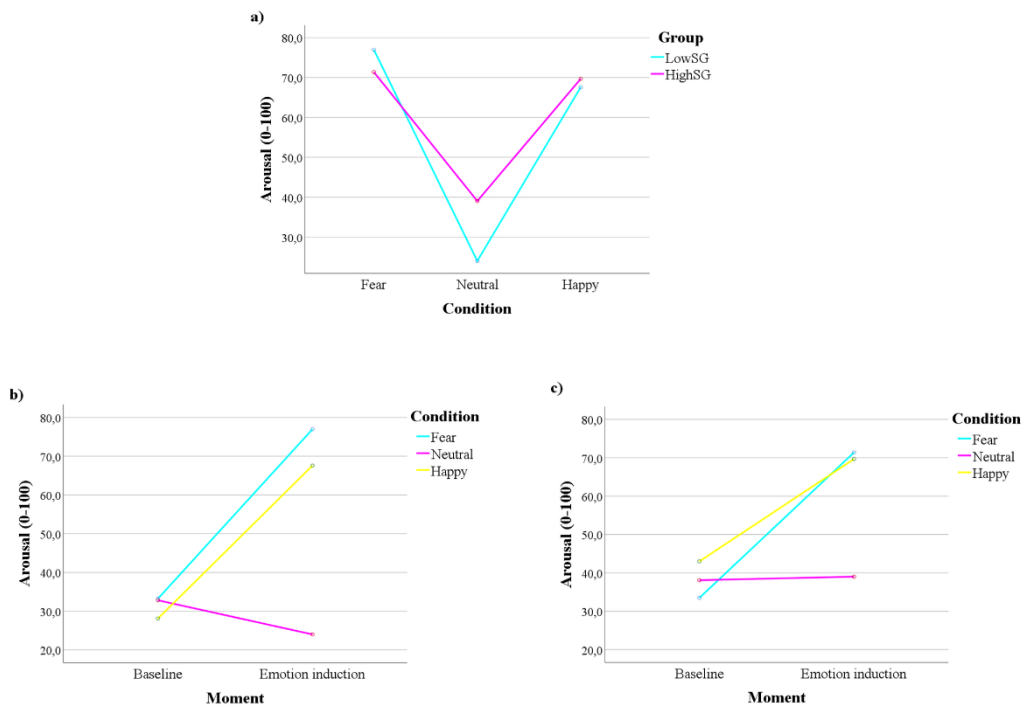 a)
Group
LowSG
HighSG
80,0
70,0
60,0
50,0
40,0
30,0
Arousal (0-100)
Fear
Neutral
Happy
Condition
b)
Condition
Fear
Neutral
Happy
80,0
70,0
60,0
50,0
40,0
30,0
20,0
Arousal (0-100)
Baseline
Emotion induction
Moment
c)
Condition
Fear
Neutral
Happy
80,0
70,0
60,0
50,0
40,0
30,0
20,0
Arousal (0-100)
Baseline
Emotion induction
Moment